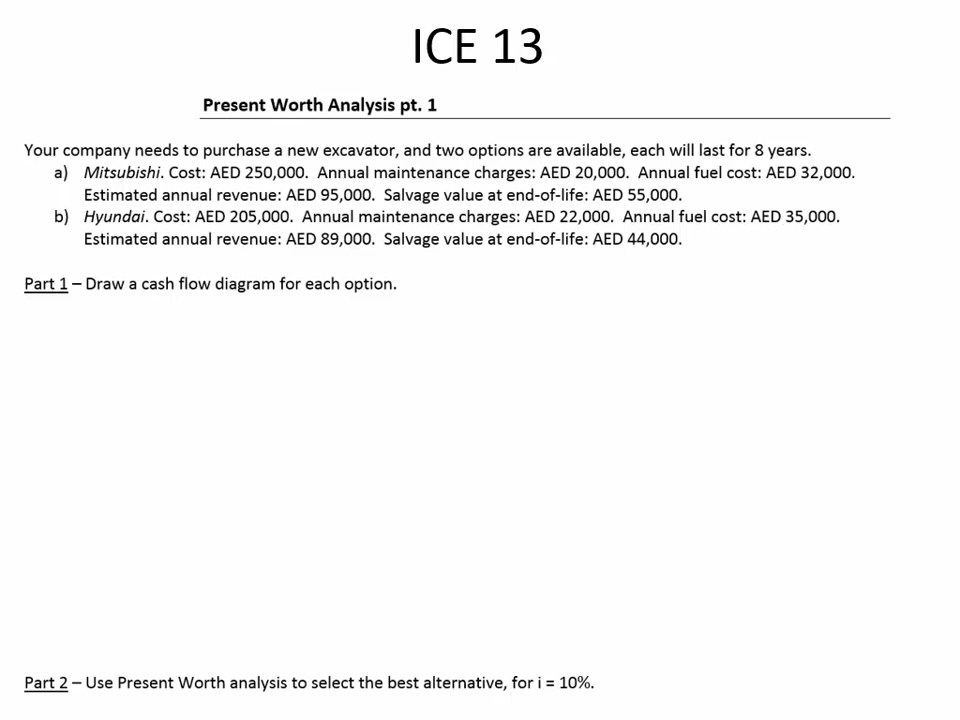 ICE 13
Present Worth Analysis pt. 1
Your company needs to purchase a new excavator, and two options are available, each will last for 8 years.
a) Mitsubishi. Cost: AED 250,000. Annual maintenance charges: AED 20,000. Annual fuel cost: AED 32,000.
Estimated annual revenue: AED 95,000. Salvage value at end-of-life: AED 55,000.
b) Hyundai. Cost: AED 205,000. Annual maintenance charges: AED 22,000. Annual fuel cost: AED 35,000.
Estimated annual revenue: AED 89,000. Salvage value at end-of-life: AED 44,000.
Part 1 – Draw a cash flow diagram for each option.
Part 2 – Use Present Worth analysis to select the best alternative, for i = 10%.